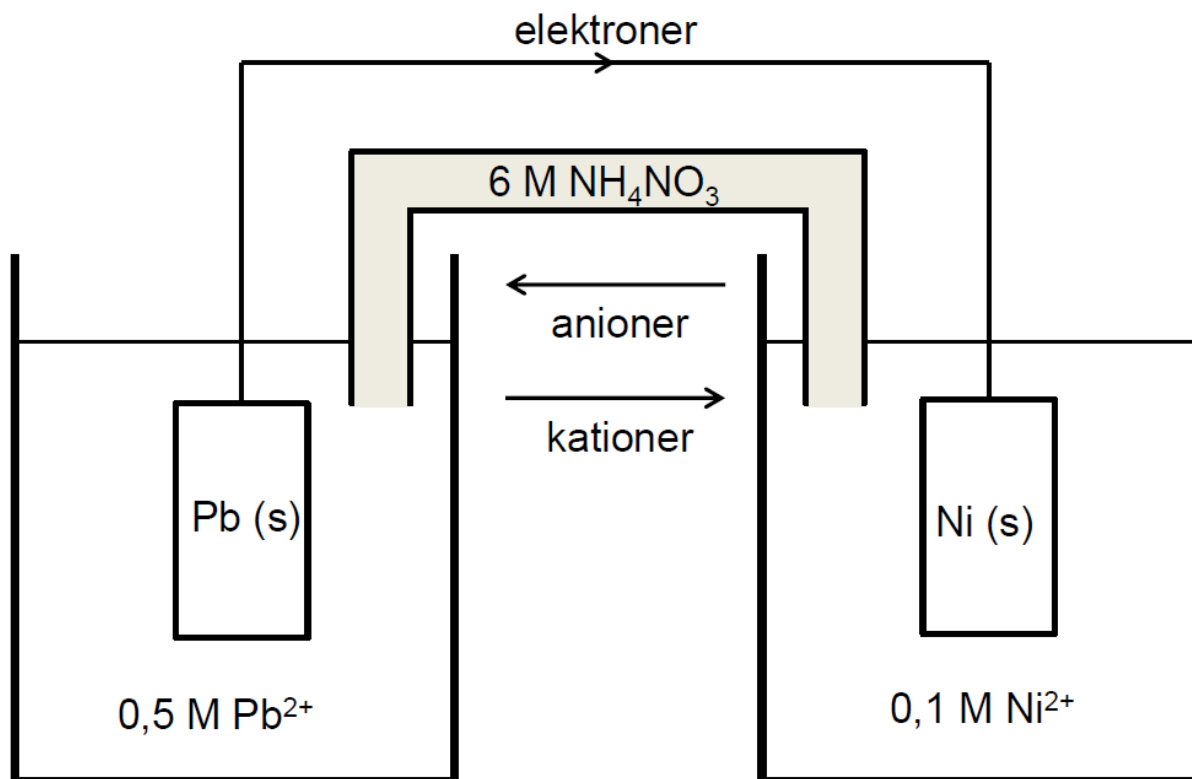 elektroner
6 M NH₄NO₃
anioner
kationer
Pb (s)
Ni (s)
0,5 M Pb²⁺
0,1 M Ni²⁺